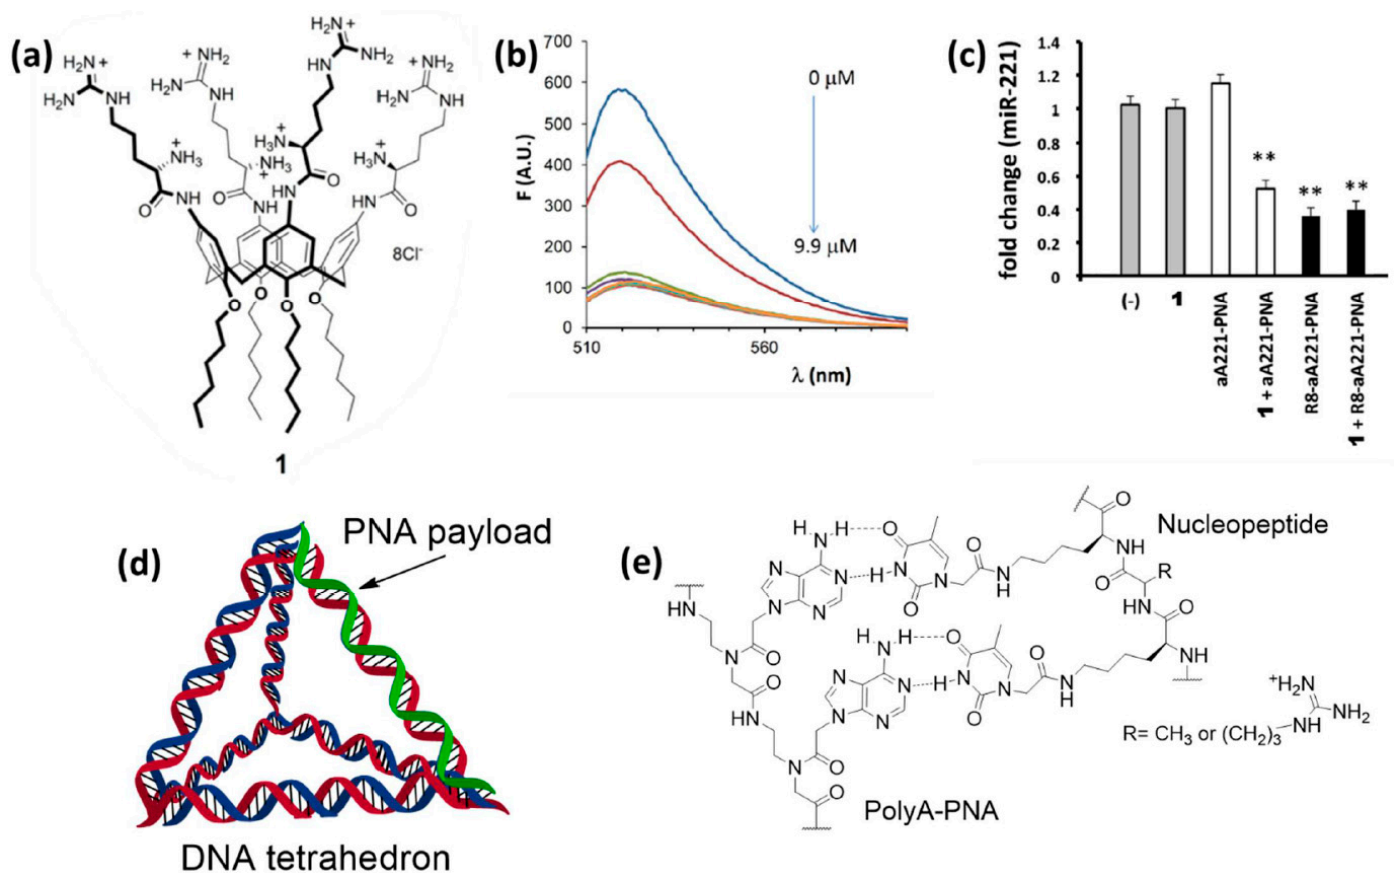 (a)
H₂N +
NH₂
HN
+
NH₂
H₂N
NH
+ NH₂
H₂N
NH
+ NH₂
H₂N
NH
+
NH₃
O
NH
+
NH₃
O
NH
+
H₃N
O
HN
+
H₃N
O
NH
8Cl⁻
O
O
O
O
1
(b)
700
600
500
400
300
200
100
0
F (A.U.)
0 μM
9.9 μM
510
560
λ (nm)
(c)
fold change (miR-221)
1.4
1.2
1
0.8
0.6
0.4
0.2
0
**
**
**
(-)
1
aA221-PNA
1 + aA221-PNA
R8-aA221-PNA
1 + R8-aA221-PNA
(d)
PNA payload
DNA tetrahedron
(e)
Nucleopeptide
H
N
H
O
N
N
N
N
N
H
N
O
N
O
N
H
O
O
NH
R
HN
O
NH
HN
N
O
O
HN
N
O
O
H
N
H
O
N
N
N
N
N
H
N
O
N
O
N
H
⁺H₂N
NH₂
NH
R= CH₃ or (CH₂)₃
PolyA-PNA